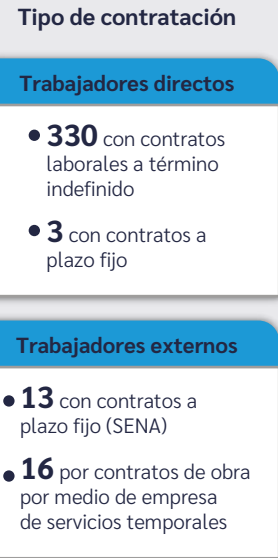 Tipo de contratación
Trabajadores directos
• 330 con contratos
laborales a término
indefinido
• 3 con contratos a
plazo fijo
Trabajadores externos
• 13 con contratos a
plazo fijo (SENA)
• 16 por contratos de obra
por medio de empresa
de servicios temporales